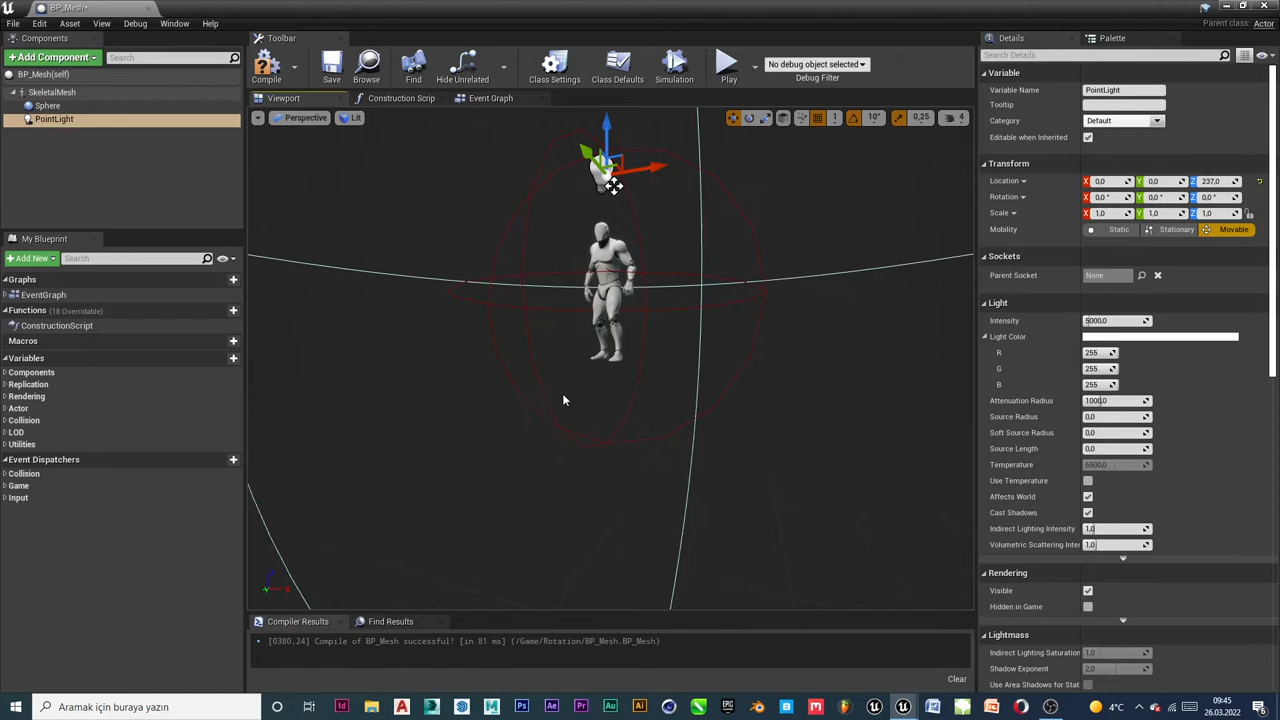 BP_Mesh*
File Edit Asset View Debug Window Help
Parent class: Actor
Components
+Add Component
Search
BP_Mesh(self)
SkeletalMesh
Sphere
PointLight
My Blueprint
+Add New
Search
Graphs
EventGraph
Functions (18 Overridable)
ConstructionScript
Macros
Variables
Components
Replication
Rendering
Actor
Collision
LOD
Utilities
Event Dispatchers
Collision
Game
Input
Toolbar
Compile Save Browse Find Hide Unrelated Class Settings Class Defaults Simulation Play
No debug object selected
Debug Filter
Viewport Construction Scrip Event Graph
Perspective Lit
1 10° 0,25 4
Compiler Results Find Results
[0380.24] Compile of BP_Mesh successful! [in 81 ms] (/Game/Rotation/BP_Mesh.BP_Mesh)
Clear
Details Palette
Search Details
Variable
Variable Name PointLight
Tooltip
Category Default
Editable when Inherited
Transform
Location X 0,0 Y 0,0 Z 237,0
Rotation X 0,0 ° Y 0,0 ° Z 0,0 °
Scale X 1,0 Y 1,0 Z 1,0
Mobility Static Stationary Movable
Sockets
Parent Socket None
Light
Intensity 5000,0
Light Color
R 255
G 255
B 255
Attenuation Radius 1000,0
Source Radius 0,0
Soft Source Radius 0,0
Source Length 0,0
Temperature 6500,0
Use Temperature
Affects World
Cast Shadows
Indirect Lighting Intensity 1,0
Volumetric Scattering Inter 1,0
Rendering
Visible
Hidden in Game
Lightmass
Indirect Lighting Saturation 1,0
Shadow Exponent 2,0
Use Area Shadows for Stat
Aramak için buraya yazın
4°C
09:45
26.03.2022